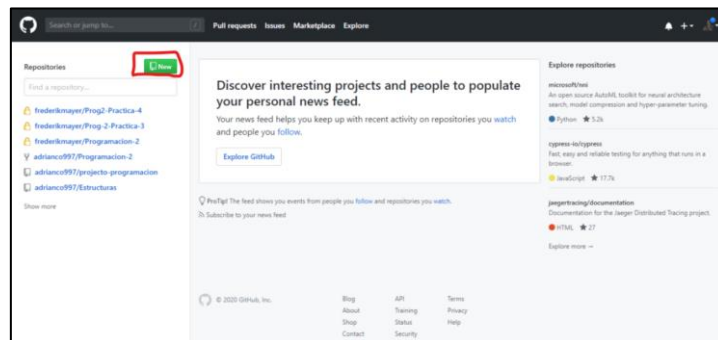 Search or jump to...
/
Pull requests Issues Marketplace Explore
Repositories
New
Find a repository...
frederikmayer/Prog2-Practica-4
frederikmayer/Prog-2-Practica-3
frederikmayer/Programacion-2
adrianco997/Programacion-2
adrianco997/projecto-programacion
adrianco997/Estructuras
Show more
Discover interesting projects and people to populate
your personal news feed.
Your news feed helps you keep up with recent activity on repositories you watch
and people you follow.
Explore GitHub
ProTip! The feed shows you events from people you follow and repositories you watch.
Subscribe to your news feed
© 2020 GitHub, Inc.
Blog
About
Shop
Contact
API
Training
Status
Security
Terms
Privacy
Help
Explore repositories
microsoft/nni
An open source AutoML toolkit for neural architecture
search, model compression and hyper-parameter tuning.
Python 5.2k
cypress-io/cypress
Fast, easy and reliable testing for anything that runs in a
browser.
JavaScript 17.7k
jaegertracing/documentation
Documentation for the Jaeger Distributed Tracing project.
HTML 27
Explore more →